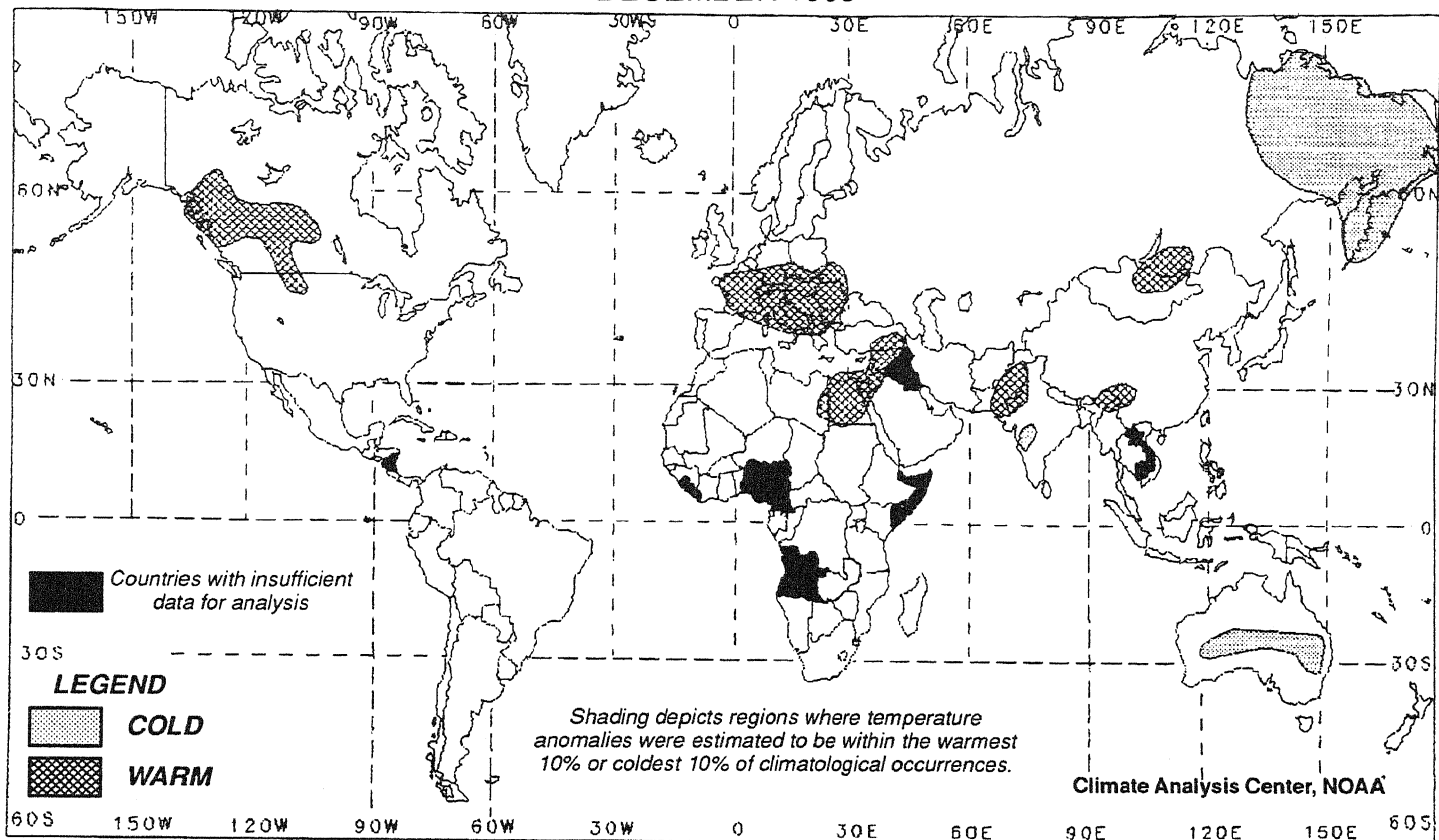 150W 120W 90W 60W 30W 0 30E 60E 90E 120E 150E
60N
30N 30N
0 0
Countries with insufficient
data for analysis
30S 30S
LEGEND
COLD
WARM
Shading depicts regions where temperature
anomalies were estimated to be within the warmest
10% or coldest 10% of climatological occurrences.
Climate Analysis Center, NOAA
60S 150W 120W 90W 60W 30W 0 30E 60E 90E 120E 150E 60S